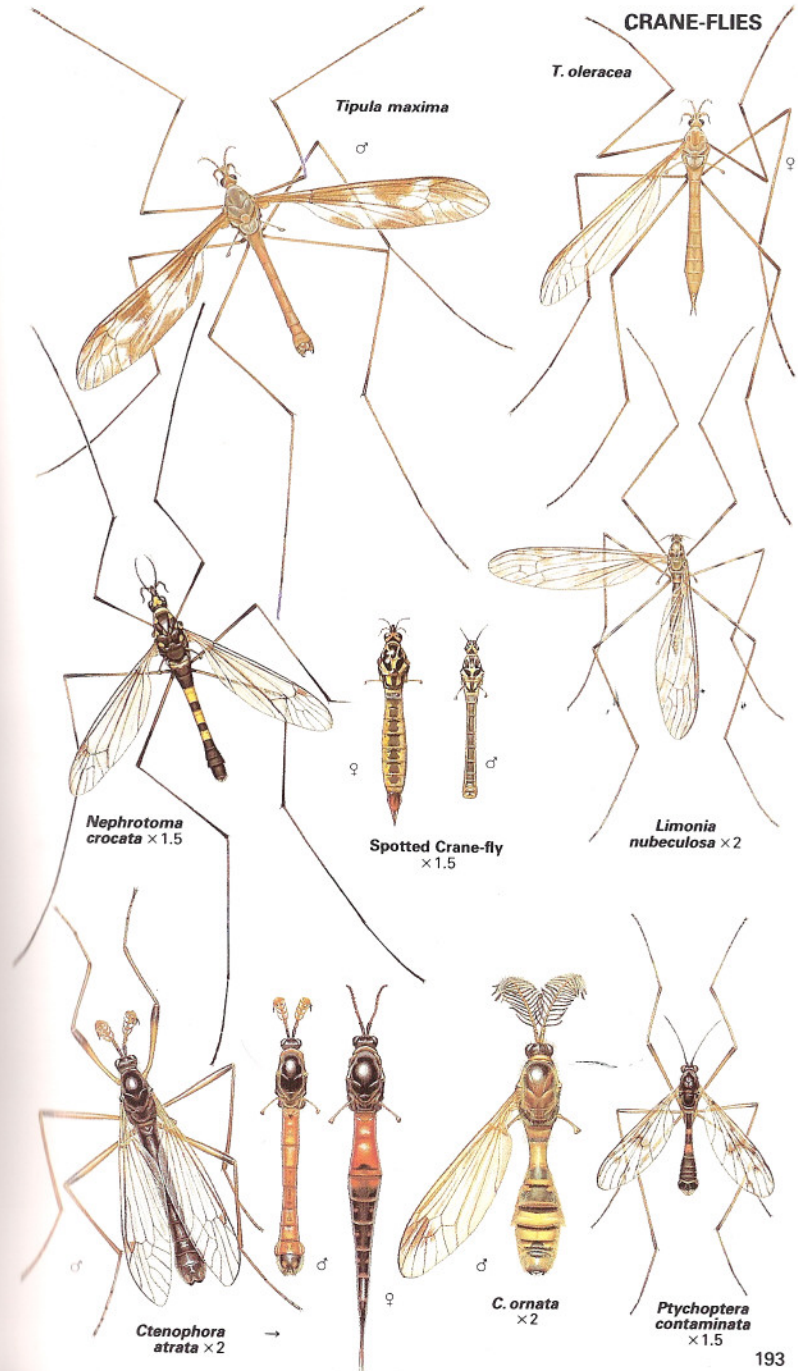 CRANE-FLIES
Tipula maxima
♂
T. oleracea
♀
Nephrotoma
crocata ×1.5
♀
♂
Spotted Crane-fly
×1.5
Limonia
nubeculosa ×2
♂
Ctenophora →
atrata ×2
♂
♀
♂
C. ornata
×2
Ptychoptera
contaminata
×1.5
193